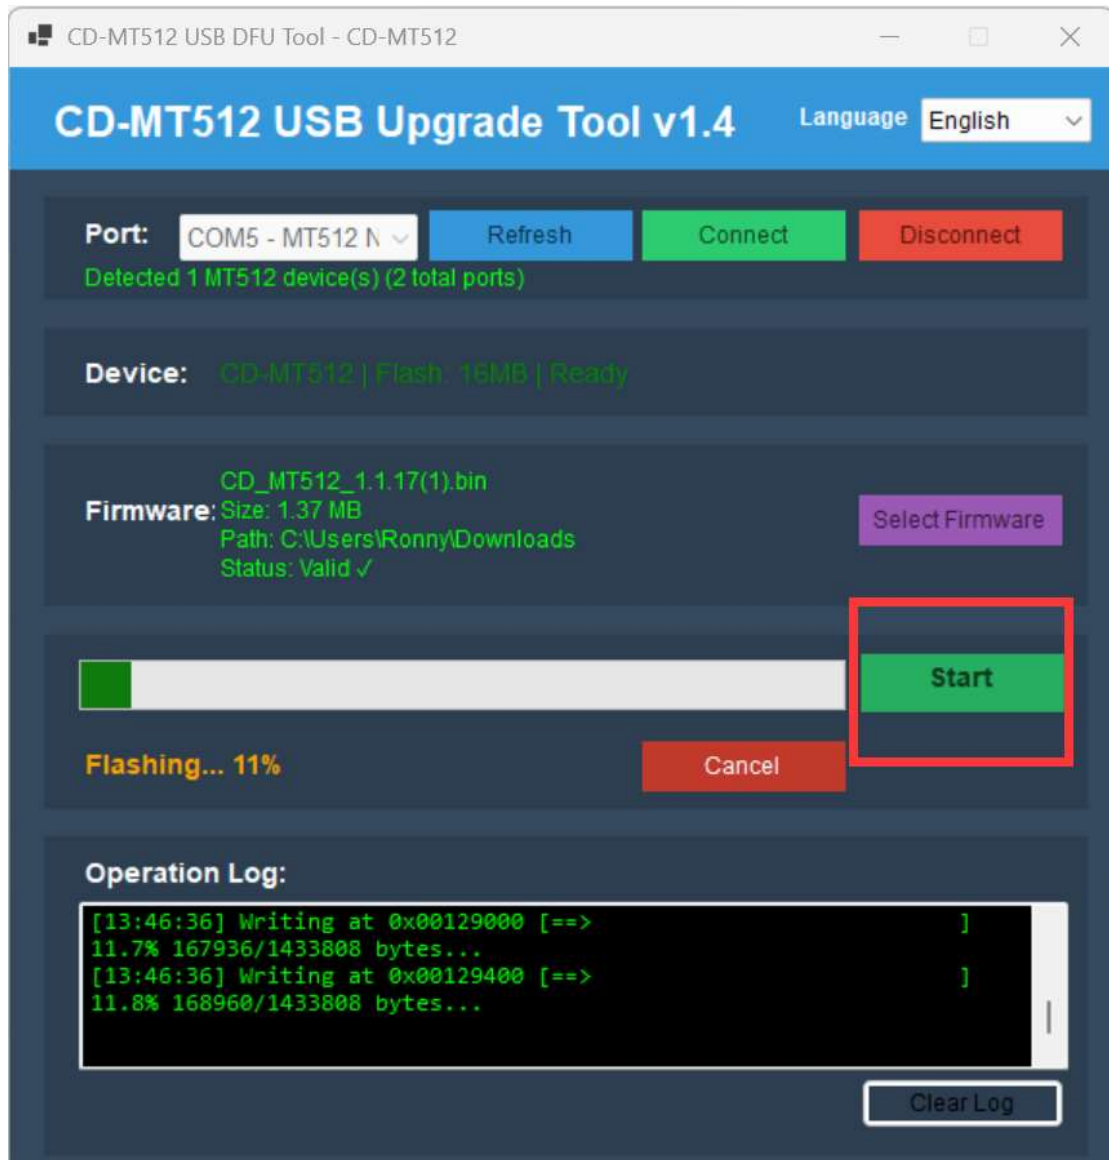 CD-MT512 USB DFU Tool - CD-MT512
CD-MT512 USB Upgrade Tool v1.4
Language English
Port: COM5 - MT512 N Refresh Connect Disconnect
Detected 1 MT512 device(s) (2 total ports)
Device: CD-MT512 | Flash: 16MB | Ready
CD_MT512_1.1.17(1).bin
Firmware: Size: 1.37 MB Select Firmware
Path: C:\Users\Ronny\Downloads
Status: Valid ✓
Start
Flashing... 11% Cancel
Operation Log:
[13:46:36] Writing at 0x00129000 [==> ]
11.7% 167936/1433808 bytes...
[13:46:36] Writing at 0x00129400 [==> ]
11.8% 168960/1433808 bytes...
Clear Log